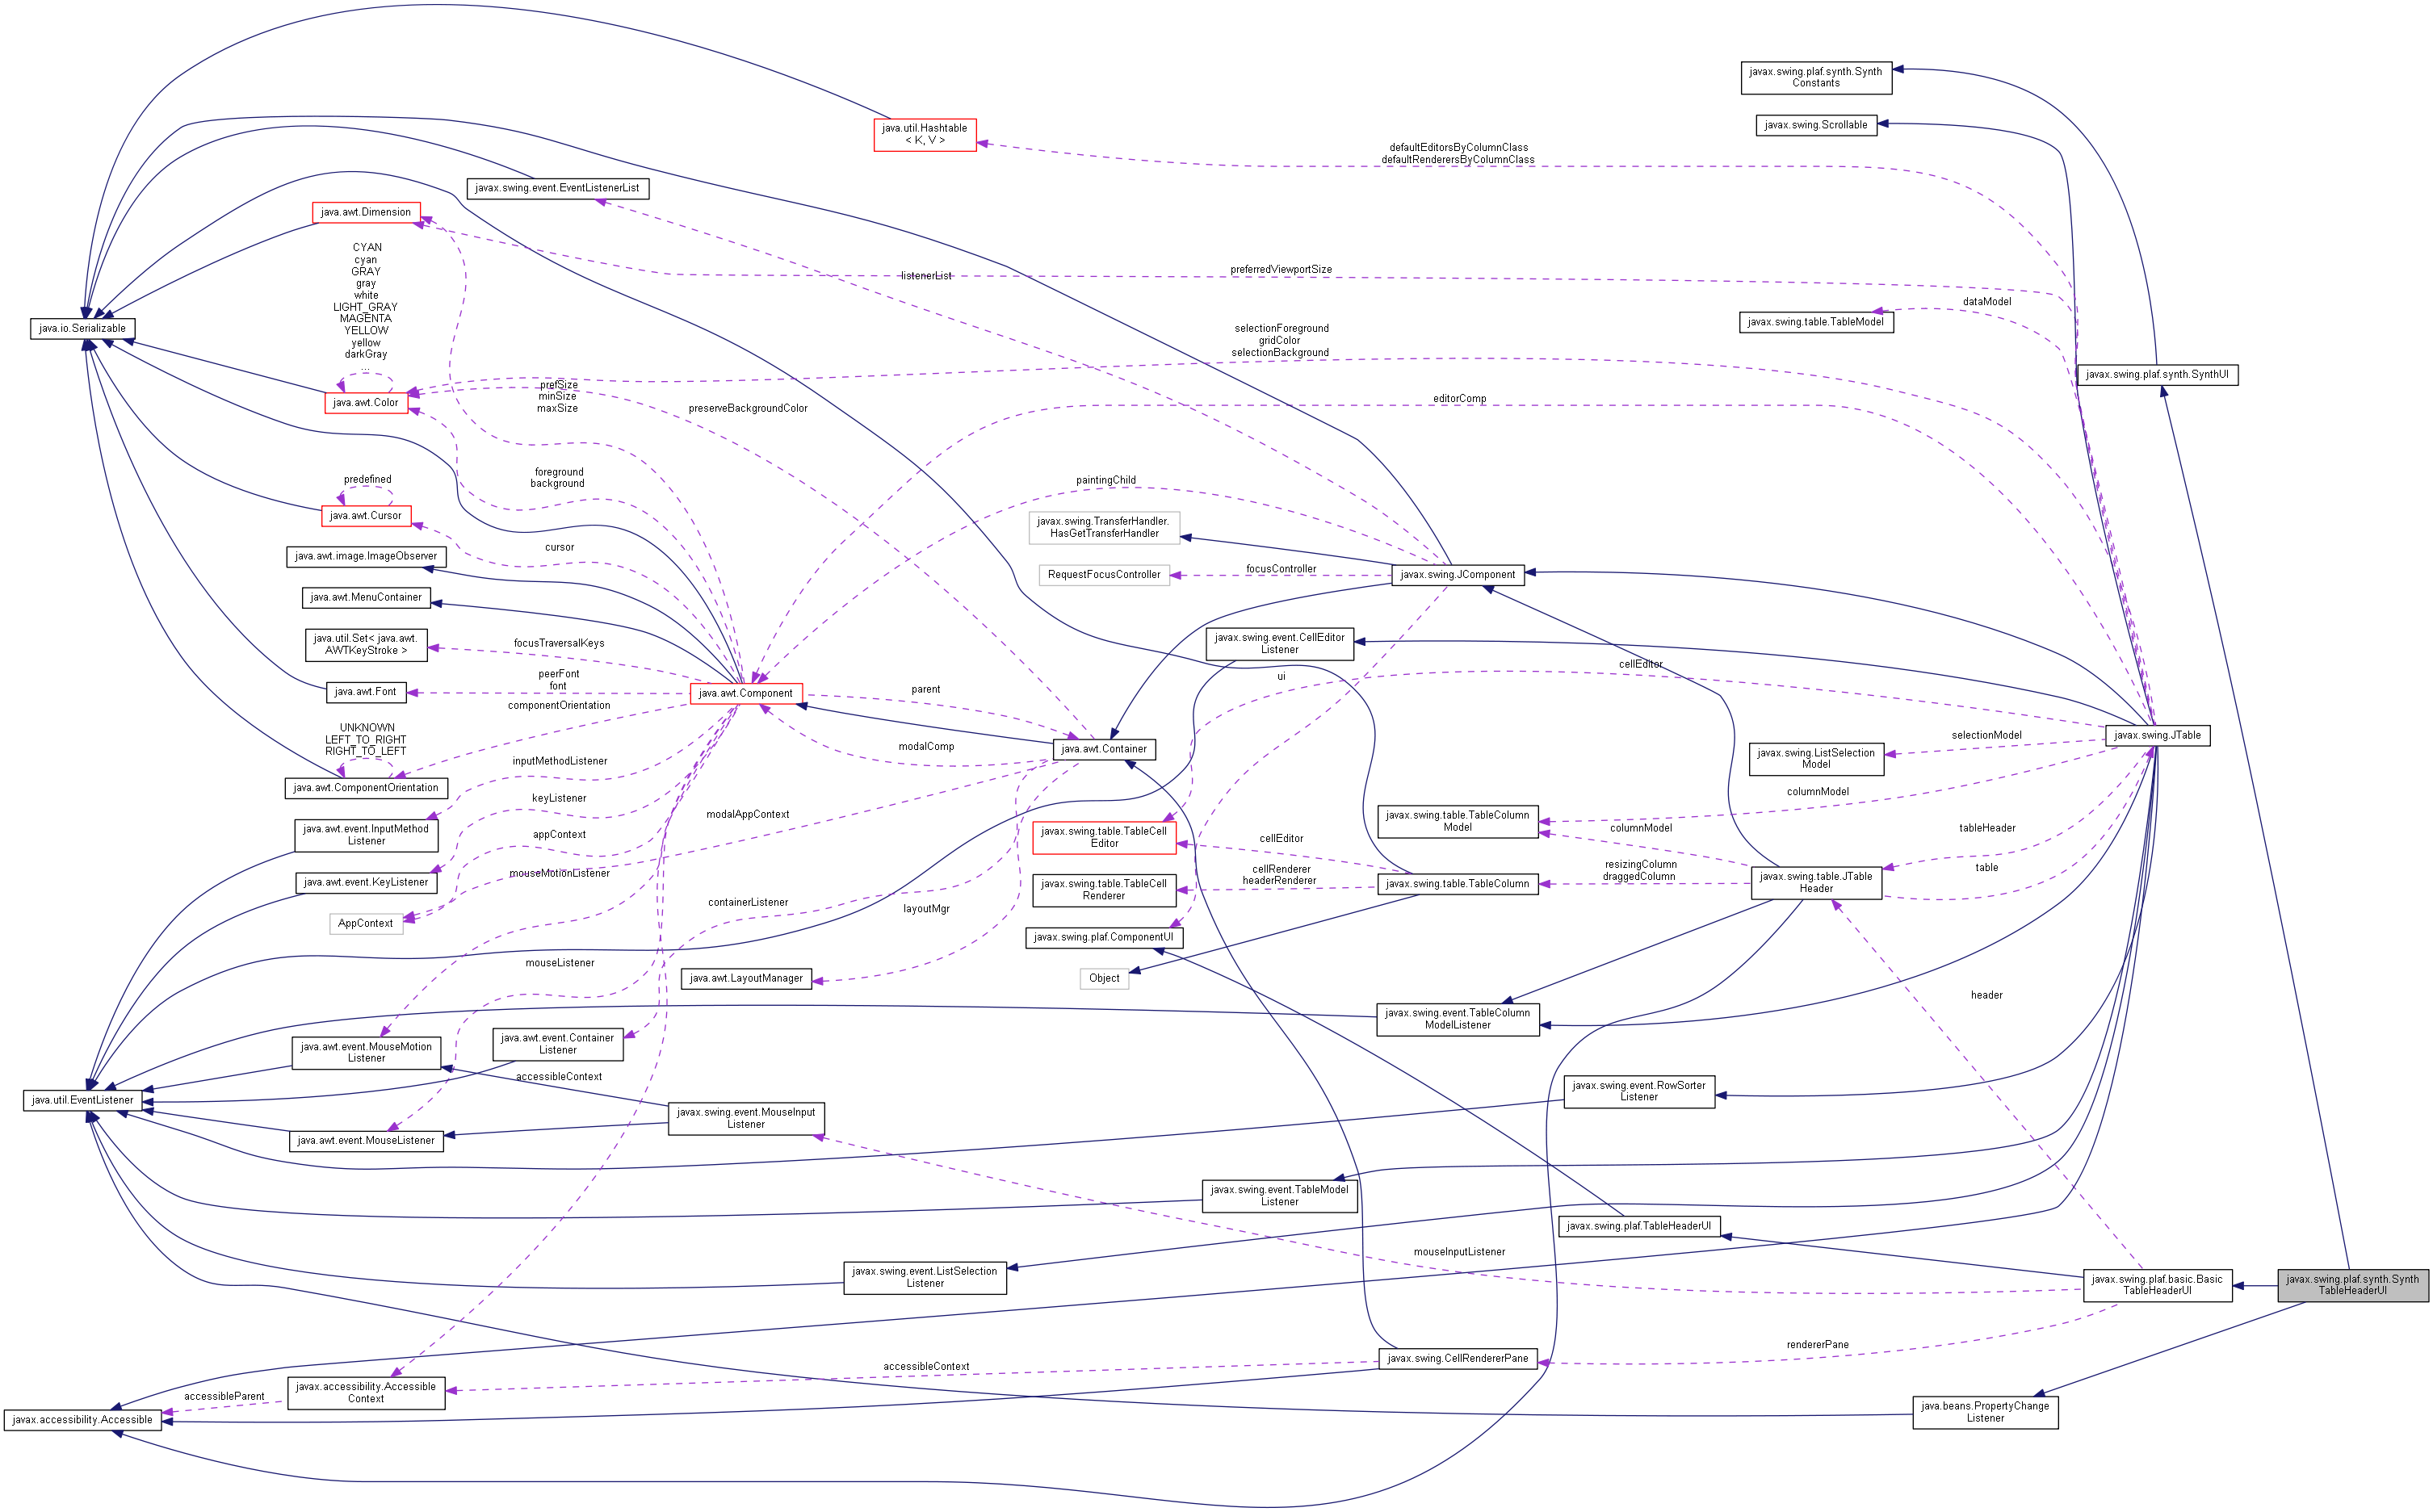 javax.swing.plaf.synth.Synth
Constants
java.util.Hashtable
< K, V >
javax.swing.Scrollable
defaultEditorsByColumnClass
defaultRenderersByColumnClass
javax.swing.event.EventListenerList
java.awt.Dimension
CYAN
cyan
GRAY
gray
white
LIGHT_GRAY
MAGENTA
YELLOW
yellow
darkGray
...
listenerList
preferredViewportSize
dataModel
java.io.Serializable
javax.swing.table.TableModel
selectionForeground
gridColor
selectionBackground
javax.swing.plaf.synth.SynthUI
java.awt.Color
prefSize
minSize
maxSize
preserveBackgroundColor
editorComp
predefined
foreground
background
paintingChild
java.awt.Cursor
javax.swing.TransferHandler.
HasGetTransferHandler
cursor
java.awt.image.ImageObserver
focusController
RequestFocusController
javax.swing.JComponent
java.awt.MenuContainer
java.util.Set< java.awt.
AWTKeyStroke >
focusTraversalKeys
javax.swing.event.CellEditor
Listener
cellEditor
ui
peerFont
font
java.awt.Font
java.awt.Component
parent
componentOrientation
UNKNOWN
LEFT_TO_RIGHT
RIGHT_TO_LEFT
java.awt.Container
modalComp
javax.swing.JTable
selectionModel
javax.swing.ListSelection
Model
inputMethodListener
java.awt.ComponentOrientation
keyListener
columnModel
modalAppContext
javax.swing.table.TableColumn
Model
java.awt.event.InputMethod
Listener
appContext
javax.swing.table.TableCell
Editor
cellEditor
columnModel
tableHeader
mouseMotionListener
java.awt.event.KeyListener
cellRenderer
headerRenderer
javax.swing.table.TableCell
Renderer
javax.swing.table.TableColumn
resizingColumn
draggedColumn
javax.swing.table.JTable
Header
table
AppContext
containerListener
layoutMgr
javax.swing.plaf.ComponentUI
mouseListener
java.awt.LayoutManager
Object
header
javax.swing.event.TableColumn
ModelListener
java.awt.event.Container
Listener
java.awt.event.MouseMotion
Listener
accessibleContext
java.util.EventListener
javax.swing.event.RowSorter
Listener
javax.swing.event.MouseInput
Listener
java.awt.event.MouseListener
javax.swing.event.TableModel
Listener
javax.swing.plaf.TableHeaderUI
mouseInputListener
javax.swing.event.ListSelection
Listener
javax.swing.plaf.basic.Basic
TableHeaderUI
javax.swing.plaf.synth.Synth
TableHeaderUI
rendererPane
accessibleContext
javax.swing.CellRendererPane
accessibleParent
javax.accessibility.Accessible
Context
javax.accessibility.Accessible
java.beans.PropertyChange
Listener